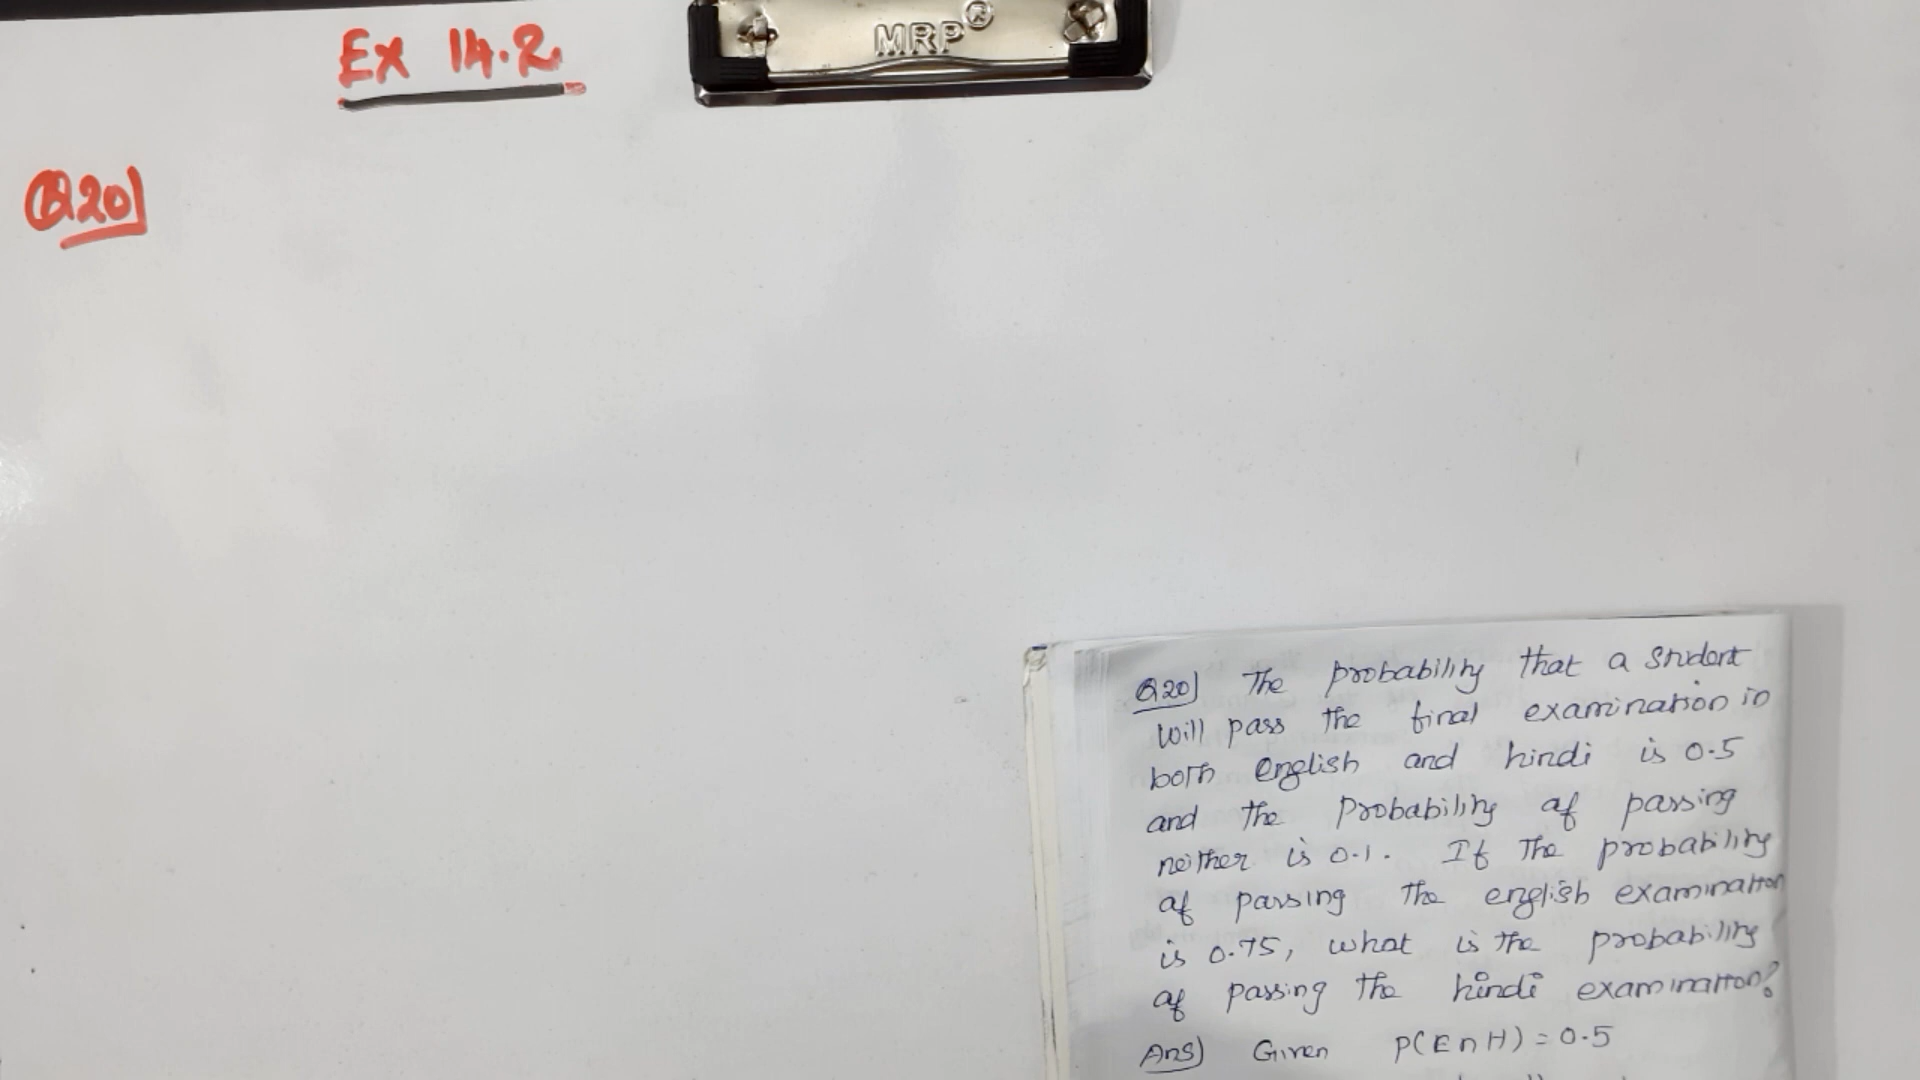 Ex 14.2
MRP®
Q20]
Q20] The probability that a student
will pass the final examination in
both english and hindi is 0.5
and the probability of passing
neither is 0.1. If the probability
of passing the english examination
is 0.75, what is the probability
of passing the hindi examination?
Ans) Given P(E∩H) = 0.5